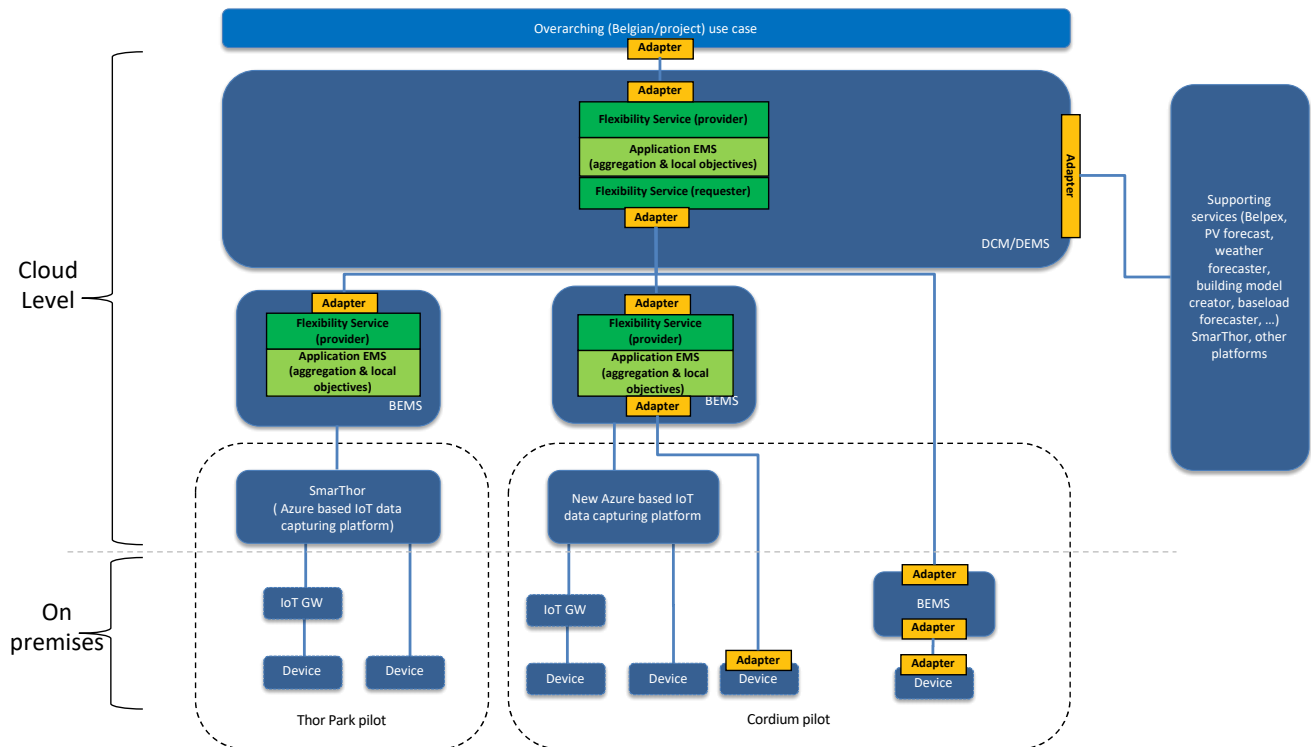 Overarching (Belgian/project) use case
Adapter
Adapter
Flexibility Service (provider)
Application EMS
(aggregation & local objectives)
Flexibility Service (requester)
Adapter
Adapter
DCM/DEMS
Supporting
services (Belpex,
PV forecast,
weather
forecaster,
building model
creator, baseload
forecaster, …)
SmarThor, other
platforms
Cloud
Level
Adapter
Flexibility Service
(provider)
Application EMS
(aggregation & local
objectives)
BEMS
Adapter
Flexibility Service
(provider)
Application EMS
(aggregation & local
objectives)
BEMS
Adapter
SmarThor
( Azure based IoT data
capturing platform)
New Azure based IoT
data capturing platform
On
premises
IoT GW
Device
Device
Thor Park pilot
IoT GW
Device
Device
Adapter
Device
Adapter
BEMS
Adapter
Adapter
Device
Cordium pilot